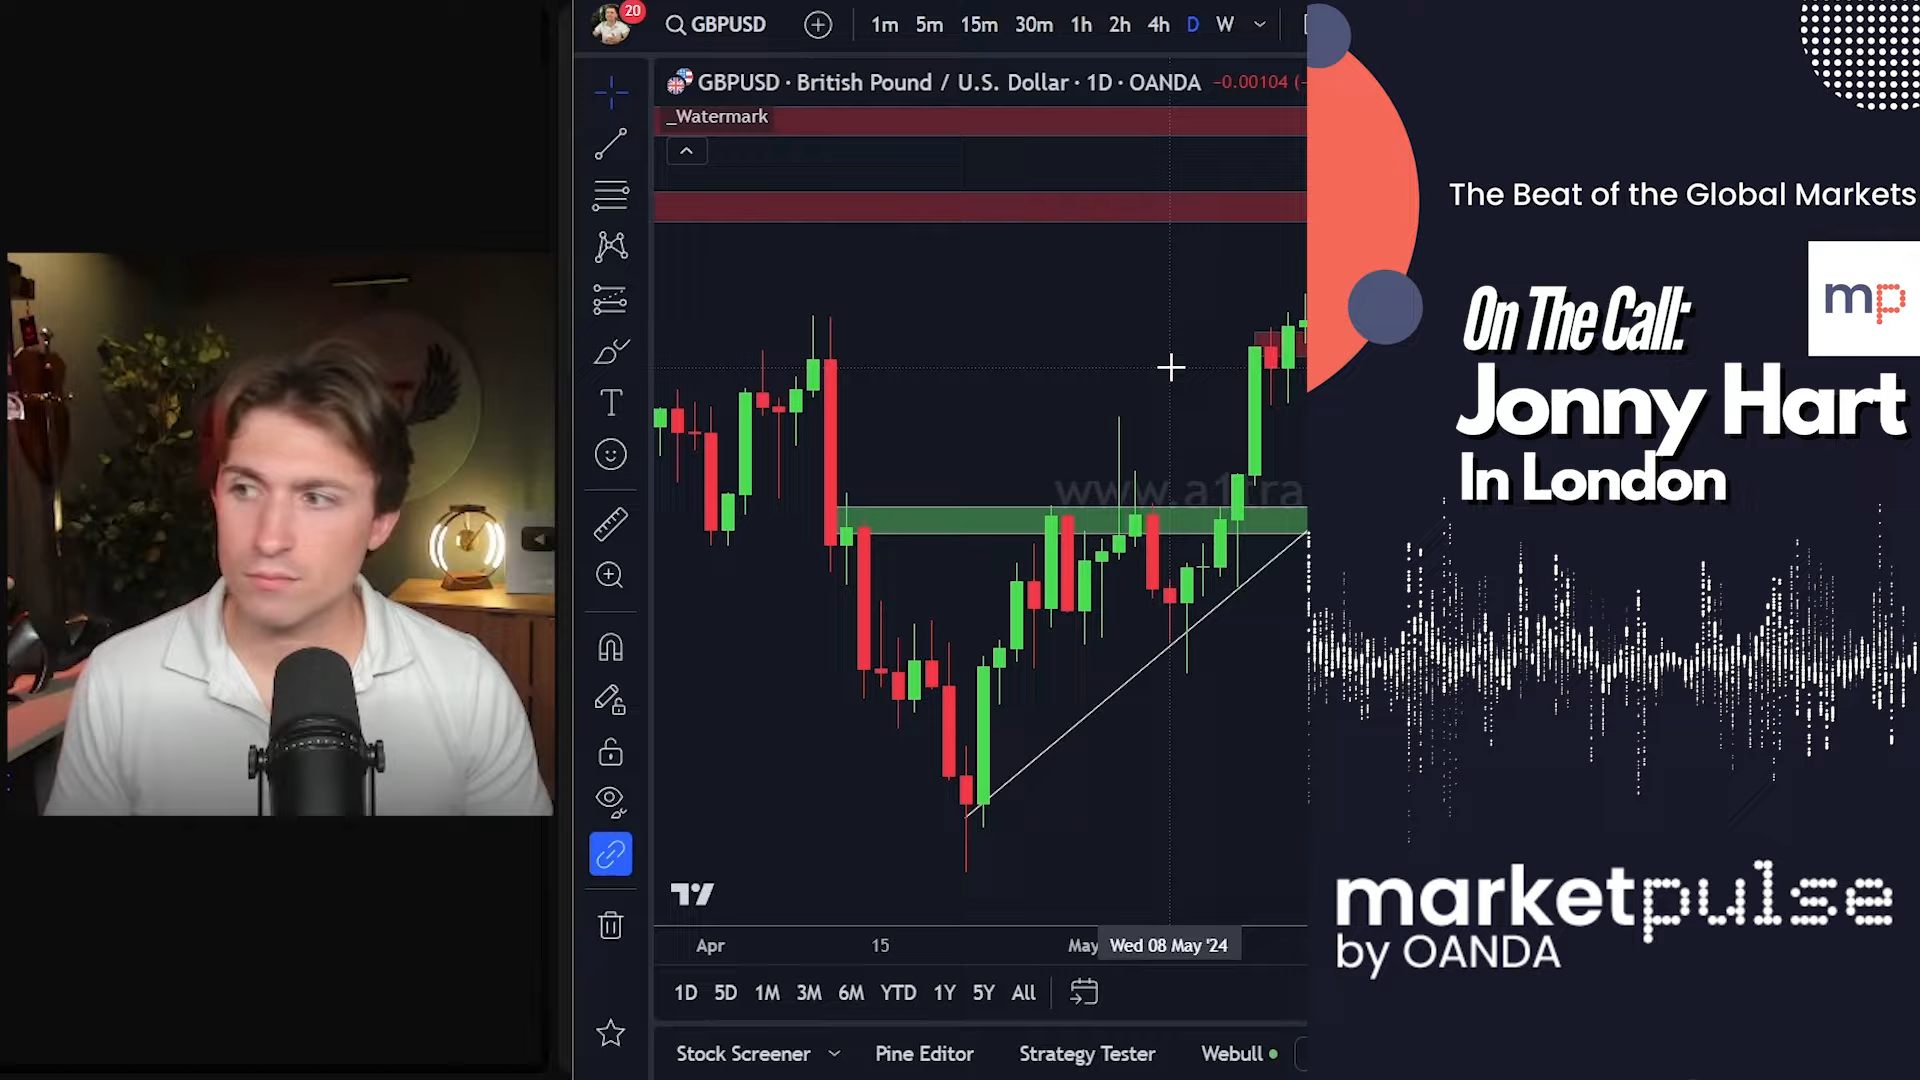 20
GBPUSD
1m 5m 15m 30m 1h 2h 4h D W
GBPUSD · British Pound / U.S. Dollar · 1D · OANDA −0.00104
_Watermark
www.a1tra
Apr 15 May Wed 08 May '24
1D 5D 1M 3M 6M YTD 1Y 5Y All
Stock Screener Pine Editor Strategy Tester Webull
The Beat of the Global Markets
mp
On The Call:
Jonny Hart
In London
marketpulse
by OANDA